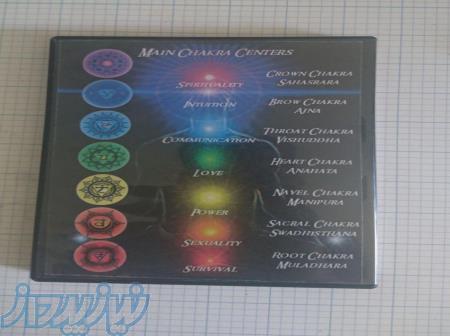 Main Chakra Centers
Spirituality
Crown Chakra
Sahasrara
Intuition
Brow Chakra
Ajna
Communication
Throat Chakra
Vishuddha
Love
Heart Chakra
Anahata
Power
Navel Chakra
Manipura
Sexuality
Sacral Chakra
Swadhisthana
Survival
Root Chakra
Muladhara